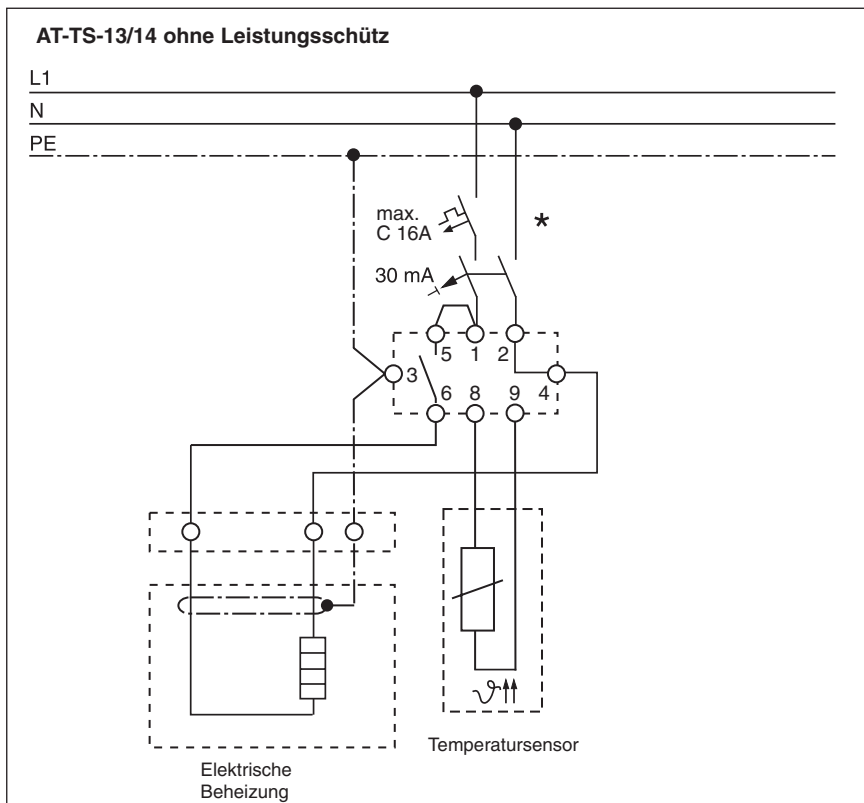 AT-TS-13/14 ohne Leistungsschütz
L1
N
PE
max.
C 16A
*
30 mA
5 1 2
3
6 8 9 4
ϑ
Temperatursensor
Elektrische
Beheizung